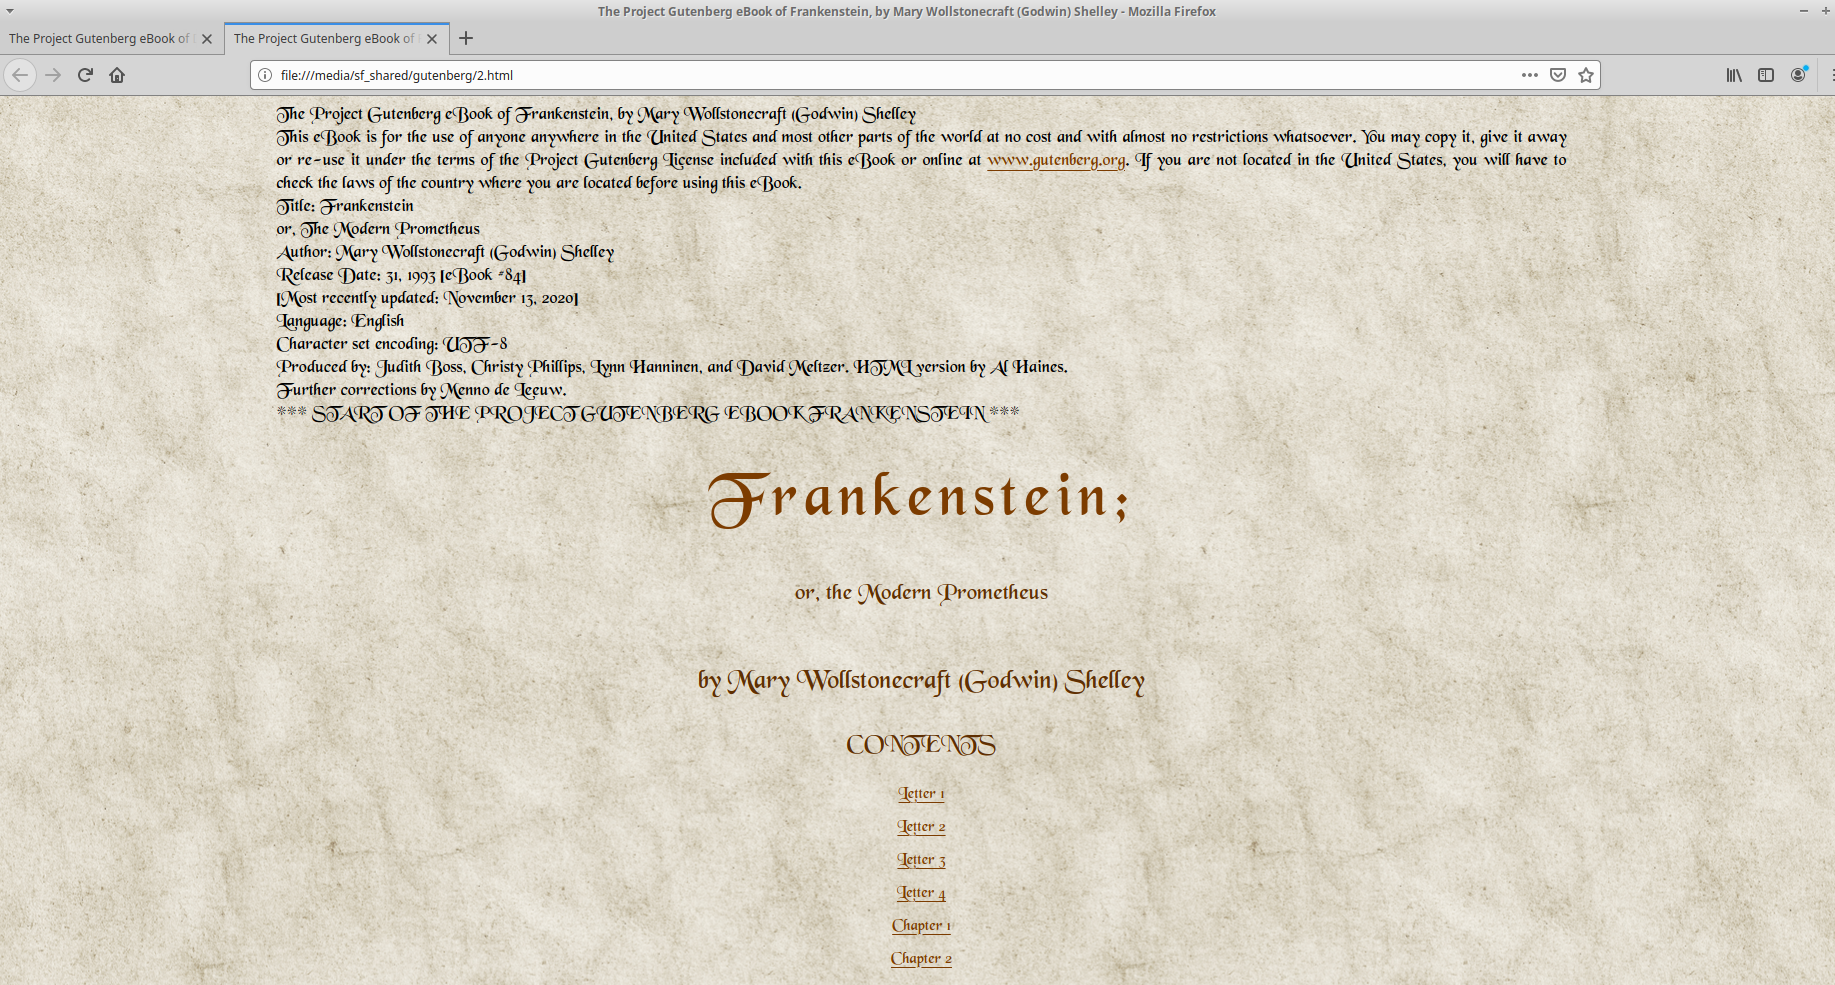 The Project Gutenberg eBook of Frankenstein, by Mary Wollstonecraft (Godwin) Shelley - Mozilla Firefox
The Project Gutenberg eBook of
The Project Gutenberg eBook of
file:///media/sf_shared/gutenberg/2.html
The Project Gutenberg eBook of Frankenstein, by Mary Wollstonecraft (Godwin) Shelley
This eBook is for the use of anyone anywhere in the United States and most other parts of the world at no cost and with almost no restrictions whatsoever. You may copy it, give it away
or re-use it under the terms of the Project Gutenberg License included with this eBook or online at www.gutenberg.org. If you are not located in the United States, you will have to
check the laws of the country where you are located before using this eBook.
Title: Frankenstein
or, The Modern Prometheus
Author: Mary Wollstonecraft (Godwin) Shelley
Release Date: 31, 1993 [eBook #84]
[Most recently updated: November 13, 2020]
Language: English
Character set encoding: UTF-8
Produced by: Judith Boss, Christy Phillips, Lynn Hanninen, and David Meltzer. HTML version by Al Haines.
Further corrections by Menno de Leeuw.
*** START OF THE PROJECT GUTENBERG EBOOK FRANKENSTEIN ***
Frankenstein;
or, the Modern Prometheus
by Mary Wollstonecraft (Godwin) Shelley
CONTENTS
Letter 1
Letter 2
Letter 3
Letter 4
Chapter 1
Chapter 2